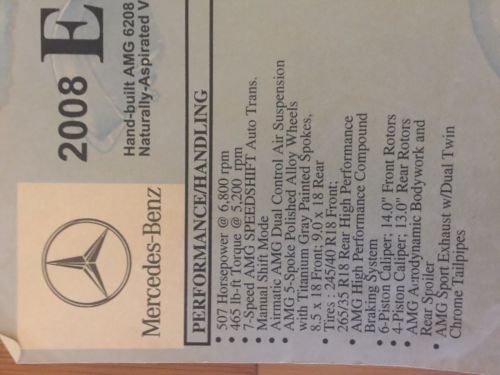 2008 E
Hand-built AMG 6208
Naturally-Aspirated V
Mercedes-Benz
PERFORMANCE/HANDLING
• 507 Horsepower @ 6,800 rpm
• 465 lb-ft torque @ 5,200 rpm
• 7-Speed AMG SPEEDSHIFT Auto Trans.
Manual Shift Mode
• Airmatic AMG Dual Control Air Suspension
• AMG 5-Spoke Polished Alloy Wheels
with Titanium Gray Painted Spokes,
8.5 x 18 Front; 9.0 x 18 Rear
• Tires : 245/40 R18 Front;
265/35 R18 Rear High Performance
• AMG High Performance Compound
Braking System
• 6-Piston Caliper; 14.0" Front Rotors
• 4-Piston Caliper; 13.0" Rear Rotors
• AMG Aerodynamic Bodywork and
Rear Spoiler
• AMG Sport Exhaust w/Dual Twin
Chrome Tailpipes